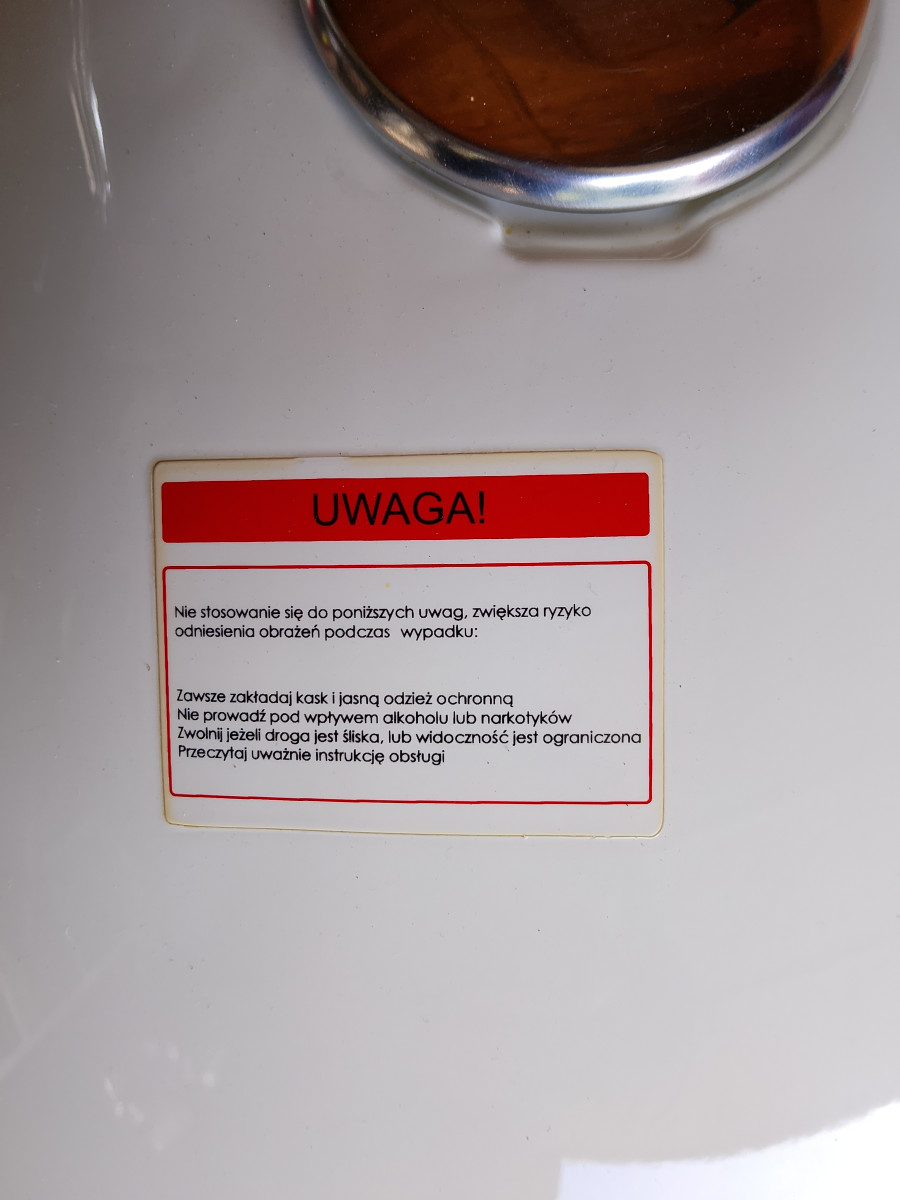 UWAGA!
Nie stosowanie się do poniższych uwag, zwiększa ryzyko
odniesienia obrażeń podczas wypadku:
Zawsze zakładaj kask i jasną odzież ochronną
Nie prowadź pod wpływem alkoholu lub narkotyków
Zwolnij jeżeli droga jest śliska, lub widoczność jest ograniczona
Przeczytaj uważnie instrukcję obsługi